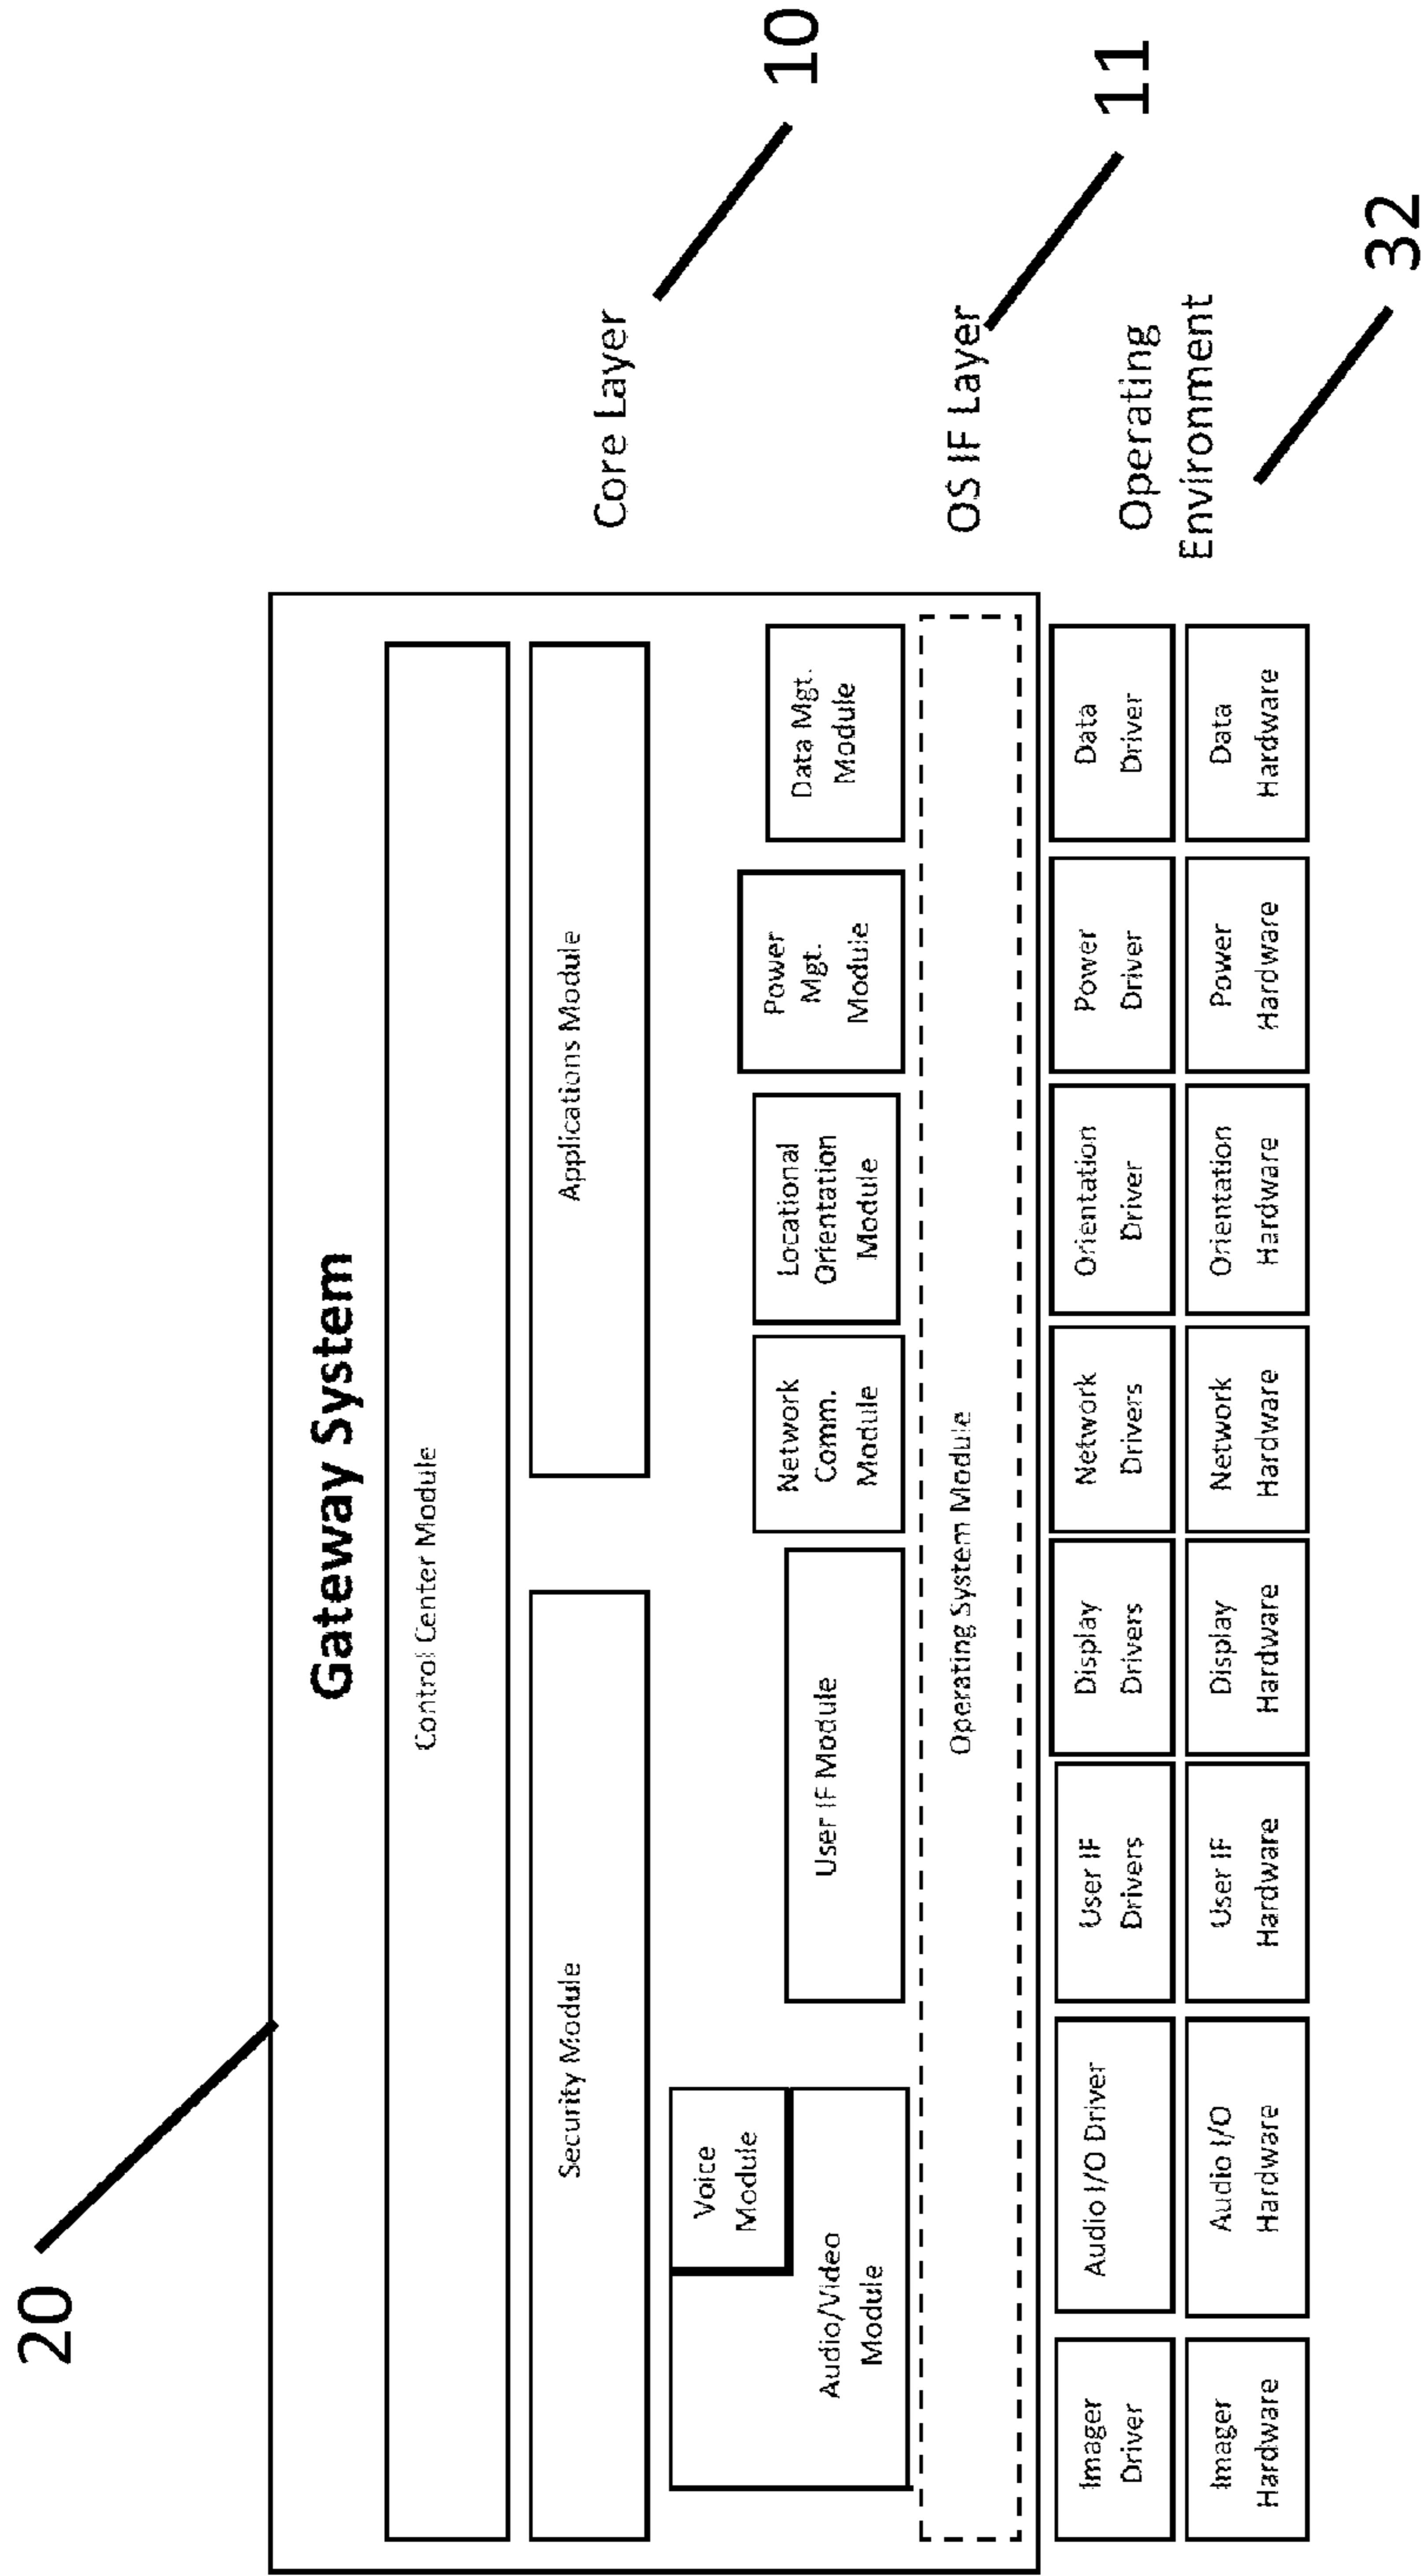 20
Gateway System
Control Center Module
Security Module
Applications Module
Core Layer
10
Voice
Module
Audio/Video
Module
User IF Module
Network
Comm.
Module
Locational
Orientation
Module
Power
Mgt.
Module
Data Mgt.
Module
Operating System Module
OS IF Layer
11
Imager
Driver
Audio I/O Driver
User IF
Drivers
Display
Drivers
Network
Drivers
Orientation
Driver
Power
Driver
Data
Driver
Operating
Environment
32
Imager
Hardware
Audio I/O
Hardware
User IF
Hardware
Display
Hardware
Network
Hardware
Orientation
Hardware
Power
Hardware
Data
Hardware